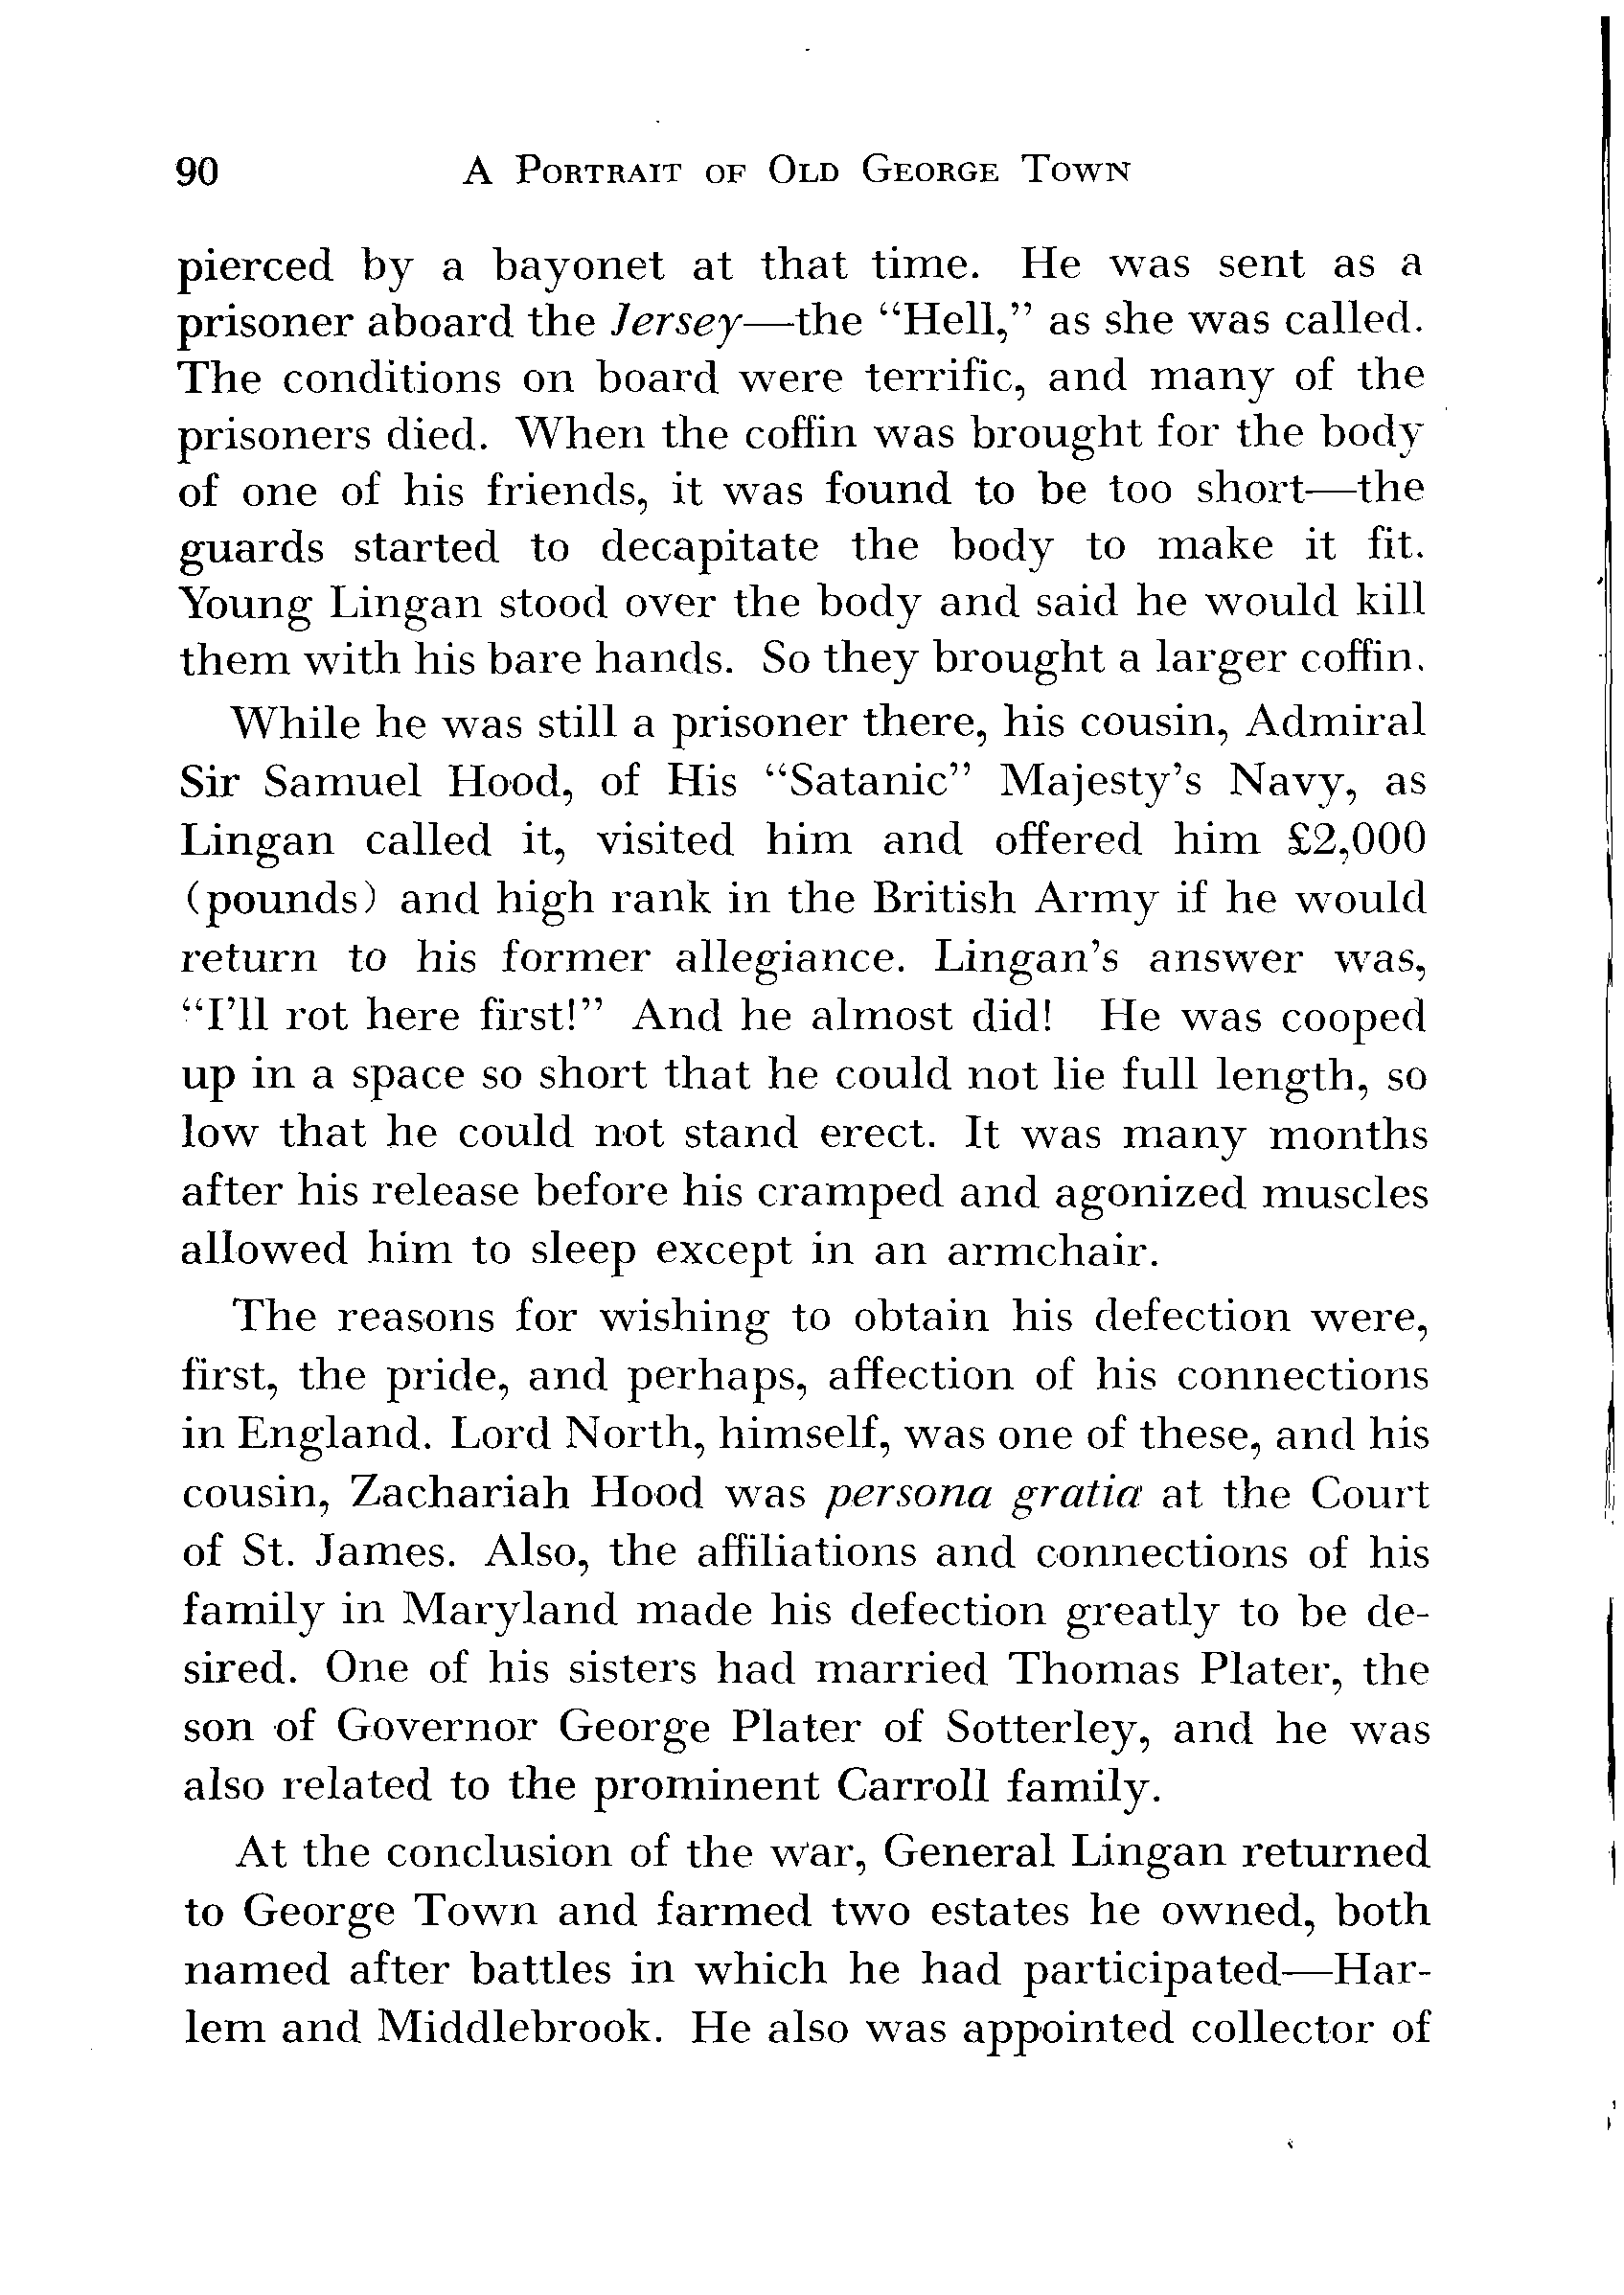 90 A Portrait of Old George Town
pierced by a bayonet at that time. He was sent as a
prisoner aboard the Jersey—the “Hell,” as she was called.
The conditions on board were terrific, and many of the
prisoners died. When the coffin was brought for the body
of one of his friends, it was found to be too short—the
guards started to decapitate the body to make it fit.
Young Lingan stood over the body and said he would kill
them with his bare hands. So they brought a larger coffin.
While he was still a prisoner there, his cousin, Admiral
Sir Samuel Hood, of His “Satanic” Majesty’s Navy, as
Lingan called it, visited him and offered him £2,000
(pounds) and high rank in the British Army if he would
return to his former allegiance. Lingan’s answer was,
“I’ll rot here first!” And he almost did! He was cooped
up in a space so short that he could not lie full length, so
low that he could not stand erect. It was many months
after his release before his cramped and agonized muscles
allowed him to sleep except in an armchair.
The reasons for wishing to obtain his defection were,
first, the pride, and perhaps, affection of his connections
in England. Lord North, himself, was one of these, and his
cousin, Zachariah Hood was persona gratia at the Court
of St. James. Also, the affiliations and connections of his
family in Maryland made his defection greatly to be de-
sired. One of his sisters had married Thomas Plater, the
son of Governor George Plater of Sotterley, and he was
also related to the prominent Carroll family.
At the conclusion of the war, General Lingan returned
to George Town and farmed two estates he owned, both
named after battles in which he had participated—Har-
lem and Middlebrook. He also was appointed collector of